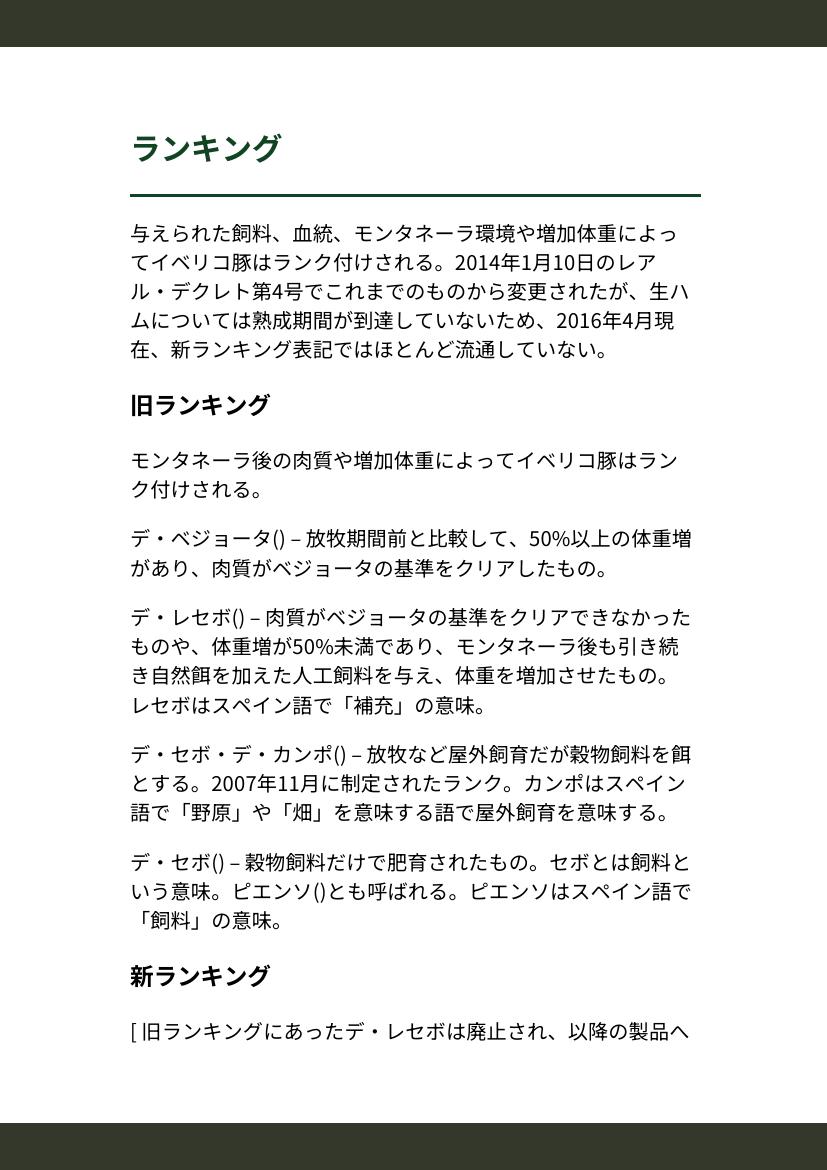 ランキング
与えられた飼料、血統、モンタネーラ環境や増加体重によっ
てイベリコ豚はランク付けされる。2014年1月10日のレア
ル・デクレト第4号でこれまでのものから変更されたが、生ハ
ムについては熟成期間が到達していないため、2016年4月現
在、新ランキング表記ではほとんど流通していない。
旧ランキング
モンタネーラ後の肉質や増加体重によってイベリコ豚はラン
ク付けされる。
デ・ベジョータ() – 放牧期間前と比較して、50%以上の体重増
があり、肉質がベジョータの基準をクリアしたもの。
デ・レセボ() – 肉質がベジョータの基準をクリアできなかった
ものや、体重増が50%未満であり、モンタネーラ後も引き続
き自然餌を加えた人工飼料を与え、体重を増加させたもの。
レセボはスペイン語で「補充」の意味。
デ・セボ・デ・カンポ() – 放牧など屋外飼育だが穀物飼料を餌
とする。2007年11月に制定されたランク。カンポはスペイン
語で「野原」や「畑」を意味する語で屋外飼育を意味する。
デ・セボ() – 穀物飼料だけで肥育されたもの。セボとは飼料と
いう意味。ピエンソ()とも呼ばれる。ピエンソはスペイン語で
「飼料」の意味。
新ランキング
[ 旧ランキングにあったデ・レセボは廃止され、以降の製品へ